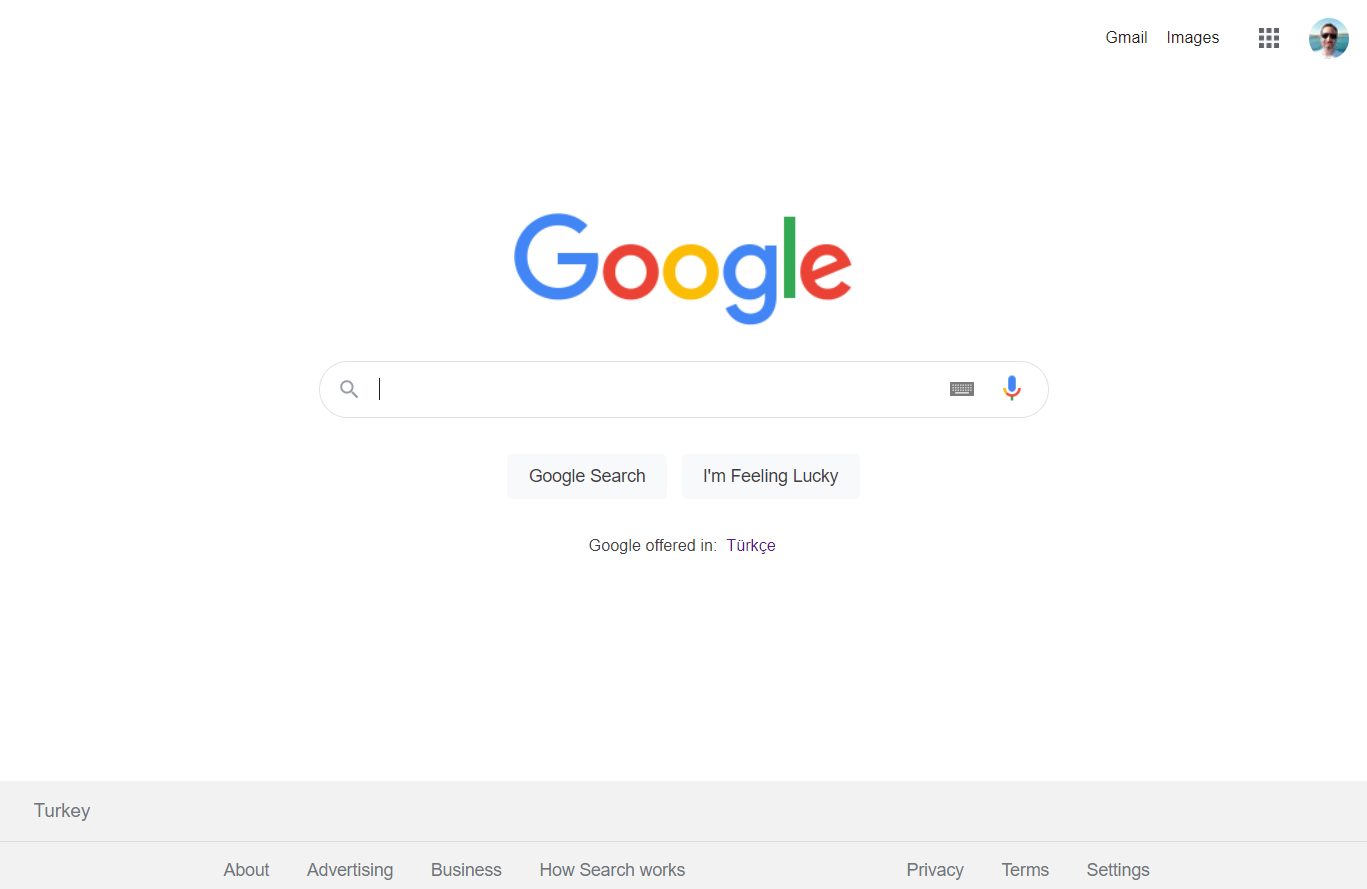 Gmail Images
Google
Google Search I'm Feeling Lucky
Google offered in: Türkçe
Turkey
About Advertising Business How Search works Privacy Terms Settings